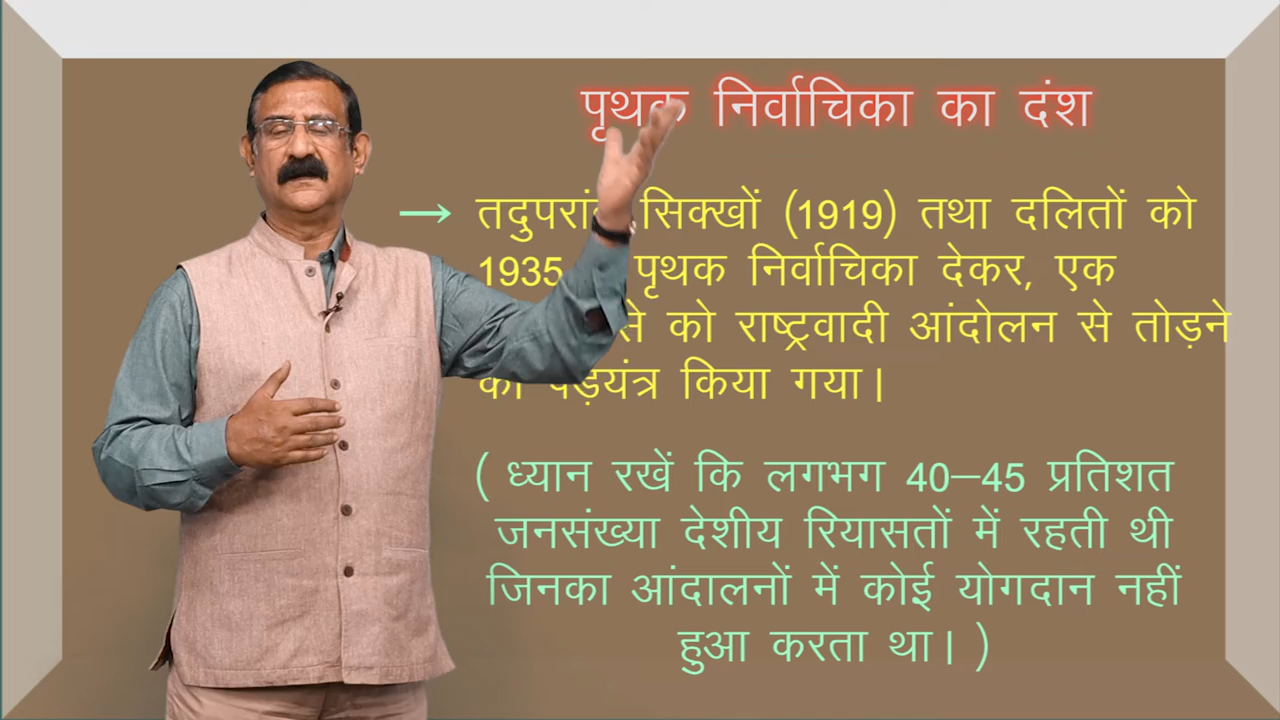 पृथक निर्वाचिका का दंश
→ सिक्खों (1919) तथा दलितों को
1935 पृथक निर्वाचिका देकर, एक
को राष्ट्रवादी आंदोलन से तोड़ने
किया गया।
( ध्यान रखें कि लगभग 40–45 प्रतिशत
जनसंख्या देशीय रियासतों में रहती थी
जिनका आंदालनों में कोई योगदान नहीं
हुआ करता था। )